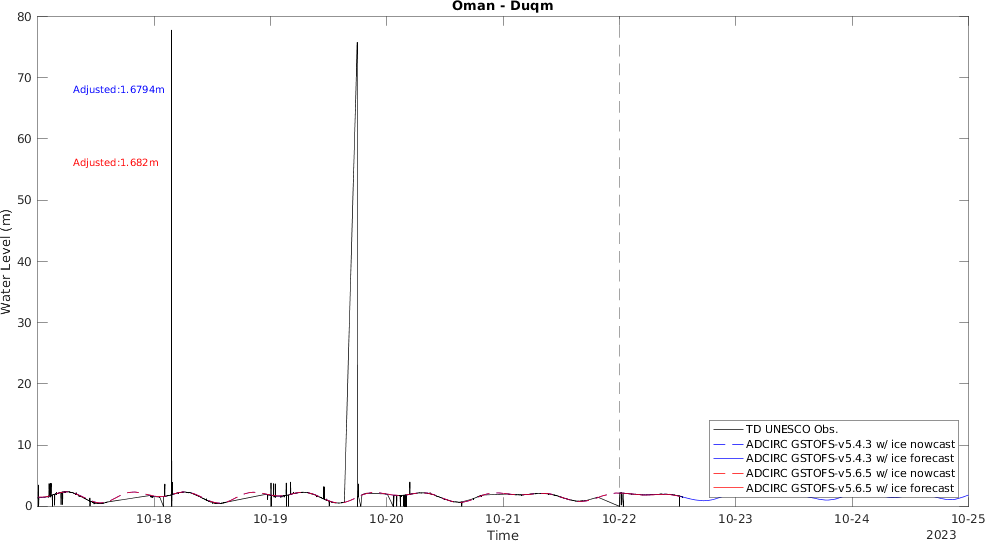 Oman - Duqm
80
70
60
50
40
30
20
10
0
Water Level (m)
Adjusted:1.6794m
Adjusted:1.682m
TD UNESCO Obs.
ADCIRC GSTOFS-v5.4.3 w/ ice nowcast
ADCIRC GSTOFS-v5.4.3 w/ ice forecast
ADCIRC GSTOFS-v5.6.5 w/ ice nowcast
ADCIRC GSTOFS-v5.6.5 w/ ice forecast
10-18 10-19 10-20 10-21 10-22 10-23 10-24 10-25
Time
2023